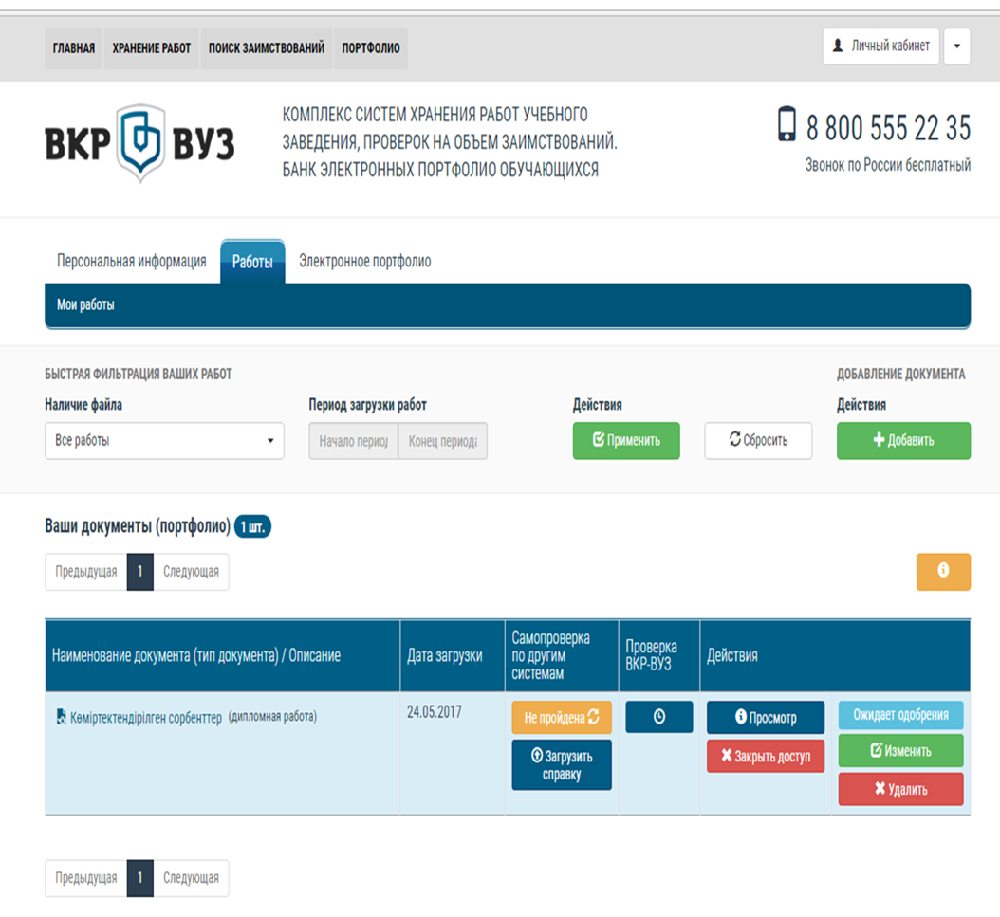 ГЛАВНАЯ ХРАНЕНИЕ РАБОТ ПОИСК ЗАИМСТВОВАНИЙ ПОРТФОЛИО
Личный кабинет
ВКР ВУЗ
КОМПЛЕКС СИСТЕМ ХРАНЕНИЯ РАБОТ УЧЕБНОГО
ЗАВЕДЕНИЯ, ПРОВЕРОК НА ОБЪЕМ ЗАИМСТВОВАНИЙ.
БАНК ЭЛЕКТРОННЫХ ПОРТФОЛИО ОБУЧАЮЩИХСЯ
8 800 555 22 35
Звонок по России бесплатный
Персональная информация Работы Электронное портфолио
Мои работы
БЫСТРАЯ ФИЛЬТРАЦИЯ ВАШИХ РАБОТ ДОБАВЛЕНИЕ ДОКУМЕНТА
Наличие файла Период загрузки работ Действия Действия
Все работы Начало период Конец периода Применить Сбросить Добавить
Ваши документы (портфолио) 1 шт.
Предыдущая 1 Следующая
Наименование документа (тип документа) / Описание
Дата загрузки
Самопроверка
по другим
системам
Проверка
ВКР-ВУЗ
Действия
Көміртектендірілген сорбенттер (дипломная работа)
24.05.2017
Не пройдена
Загрузить
справку
Просмотр
Закрыть доступ
Ожидает одобрения
Изменить
Удалить
Предыдущая 1 Следующая